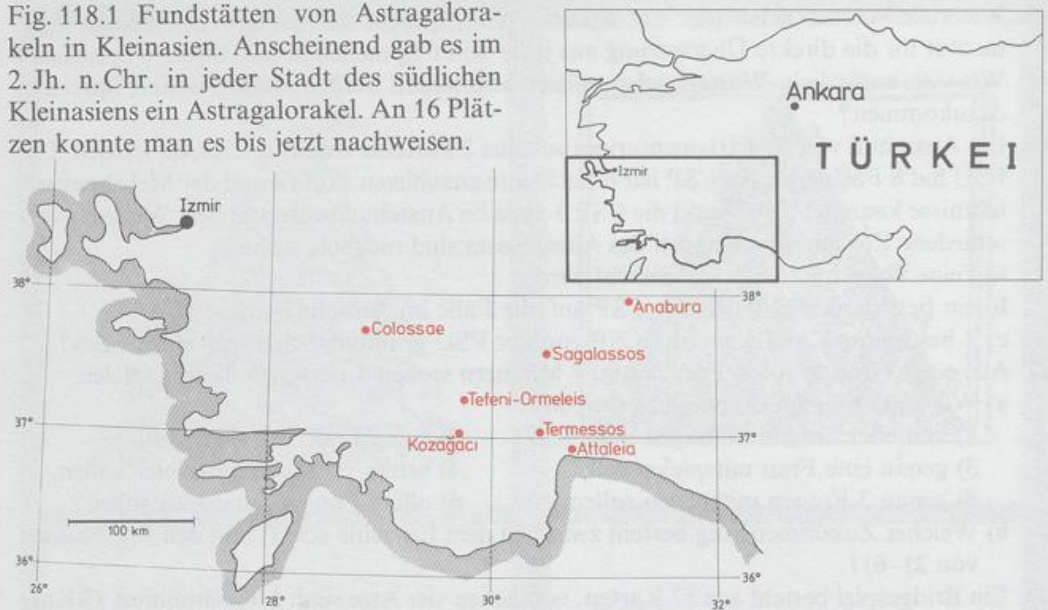 Fig. 118.1 Fundstätten von Astragalora-
keln in Kleinasien. Anscheinend gab es im
2. Jh. n. Chr. in jeder Stadt des südlichen
Kleinasiens ein Astragalorakel. An 16 Plät-
zen konnte man es bis jetzt nachweisen.
Ankara
TÜRKEI
Izmir
Izmir
38°
38°
Anabura
Colossae
Sagalassos
Tefeni-Ormeleis
37°
Kozağacı
Termessos
37°
Attaleia
100 km
36°
36°
26°
28°
30°
32°